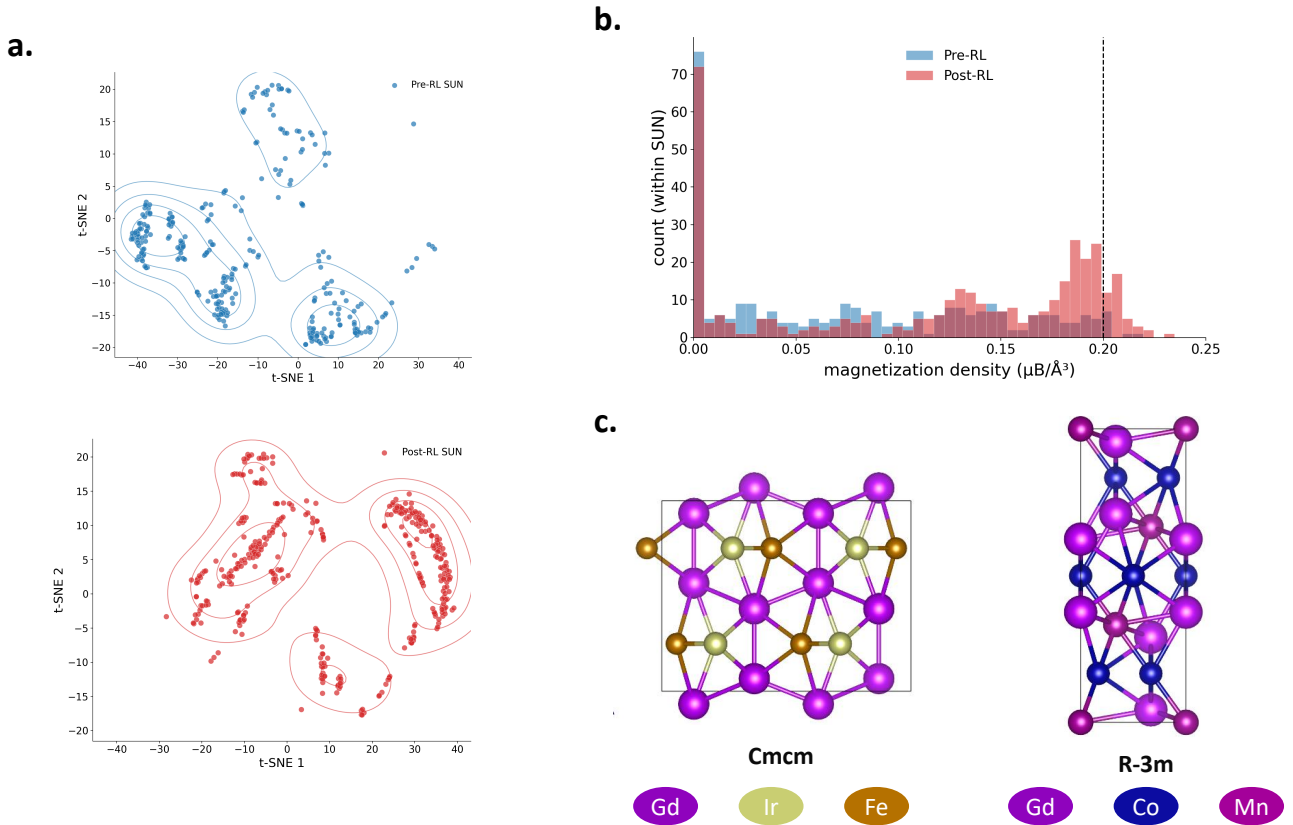 a.
Pre-RL SUN
20
15
10
5
0
−5
−10
−15
−20
t-SNE 2
−40 −30 −20 −10 0 10 20 30 40
t-SNE 1
Post-RL SUN
20
15
10
5
0
−5
−10
−15
−20
t-SNE 2
−40 −30 −20 −10 0 10 20 30 40
t-SNE 1
b.
Pre-RL
Post-RL
70
60
50
40
30
20
10
0
count (within SUN)
0.00 0.05 0.10 0.15 0.20 0.25
magnetization density (μB/Å³)
c.
Cmcm
Gd Ir Fe
R-3m
Gd Co Mn